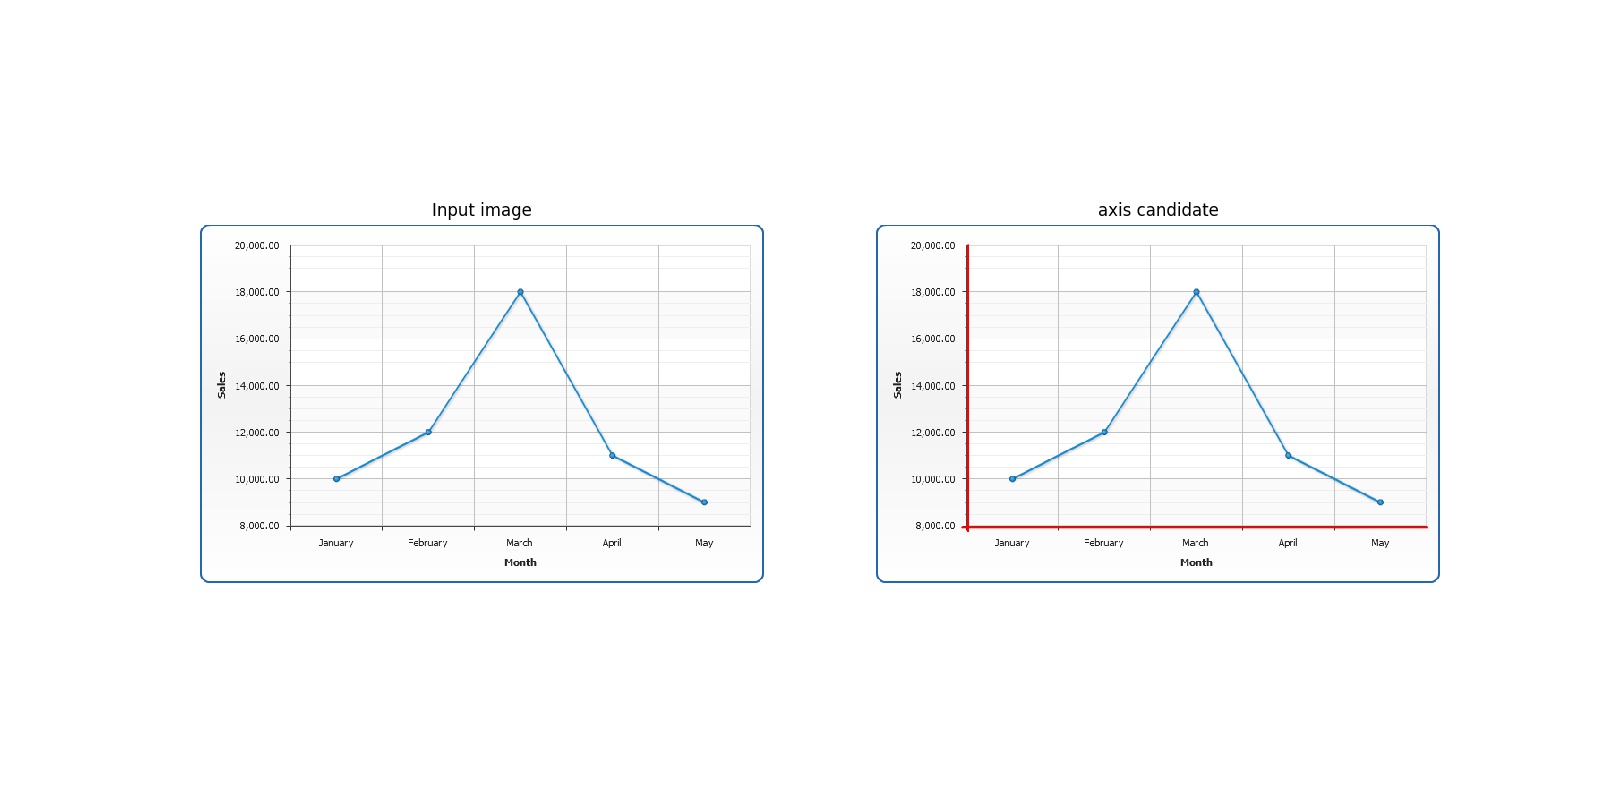 Input image
20,000.00
18,000.00
16,000.00
14,000.00
12,000.00
10,000.00
8,000.00
Sales
January February March April May
Month
axis candidate
20,000.00
18,000.00
16,000.00
14,000.00
12,000.00
10,000.00
8,000.00
Sales
January February March April May
Month